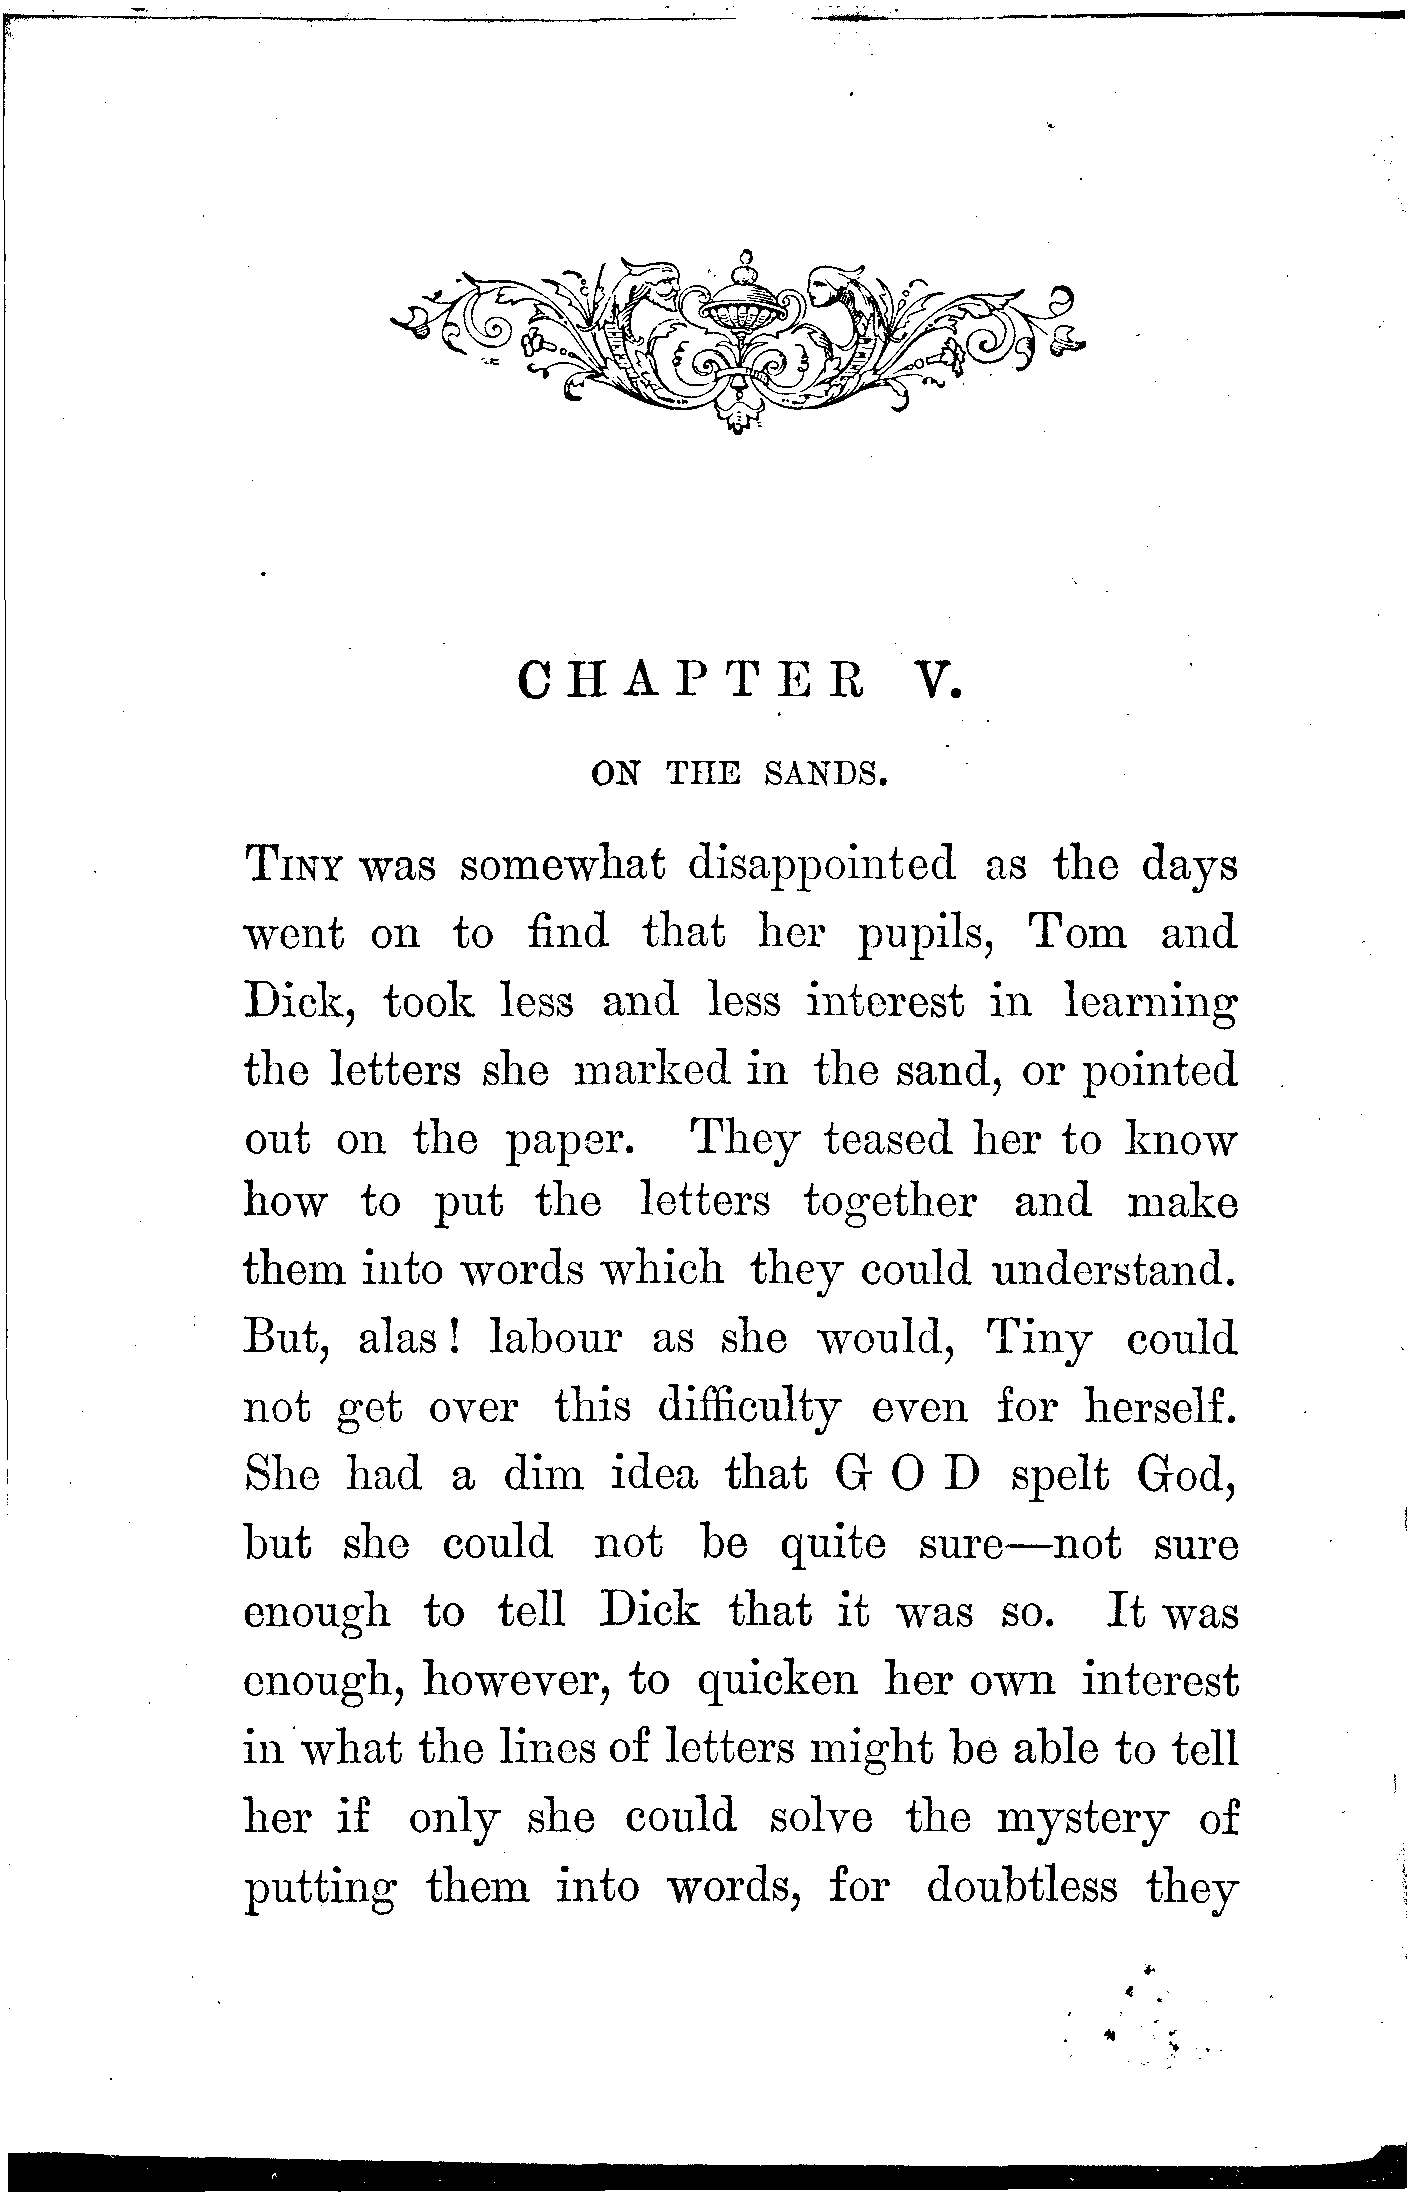 CHAPTER V.
ON THE SANDS.
TINY was somewhat disappointed as the days
went on to find that her pupils, Tom and
Dick, took less and less interest in learning
the letters she marked in the sand, or pointed
out on the paper. They teased her to know
how to put the letters together and make
them into words which they could understand.
But, alas! labour as she would, Tiny could
not get over this difficulty even for herself.
She had a dim idea that G O D spelt God,
but she could not be quite sure—not sure
enough to tell Dick that it was so. It was
enough, however, to quicken her own interest
in what the lines of letters might be able to tell
her if only she could solve the mystery of
putting them into words, for doubtless they